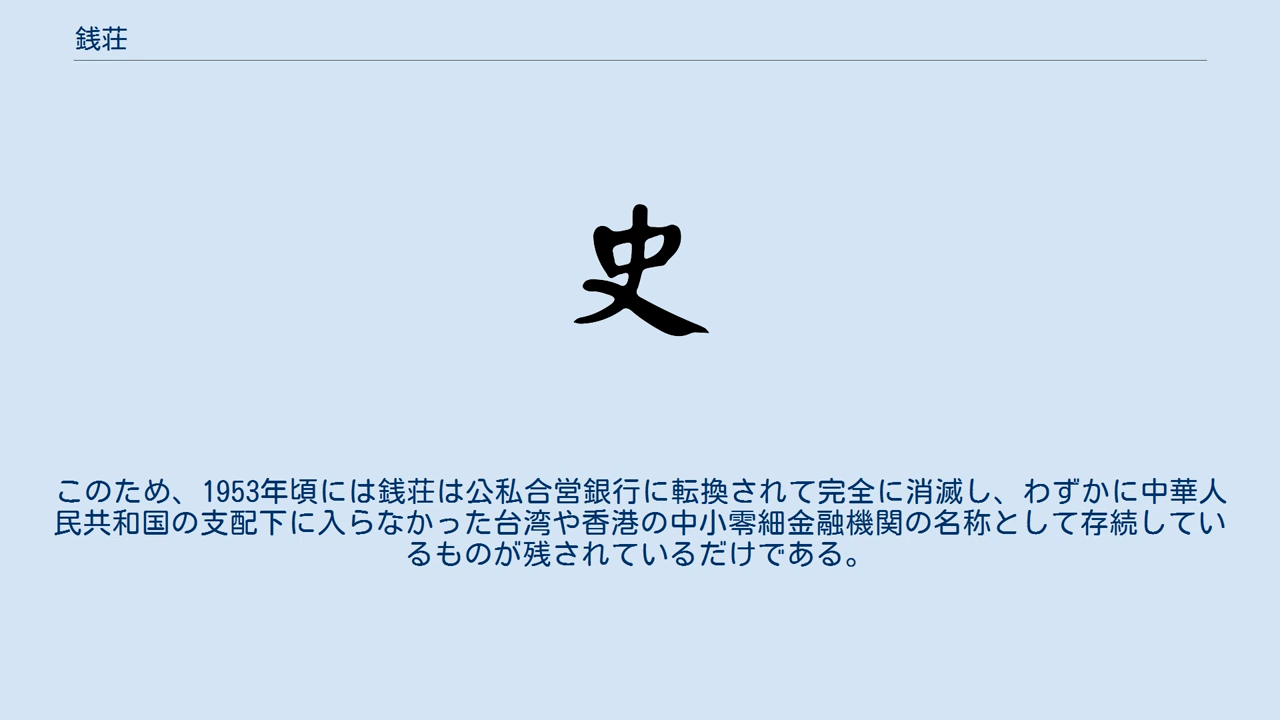 銭荘
史
このため、1953年頃には銭荘は公私合営銀行に転換されて完全に消滅し、わずかに中華人
民共和国の支配下に入らなかった台湾や香港の中小零細金融機関の名称として存続してい
るものが残されているだけである。